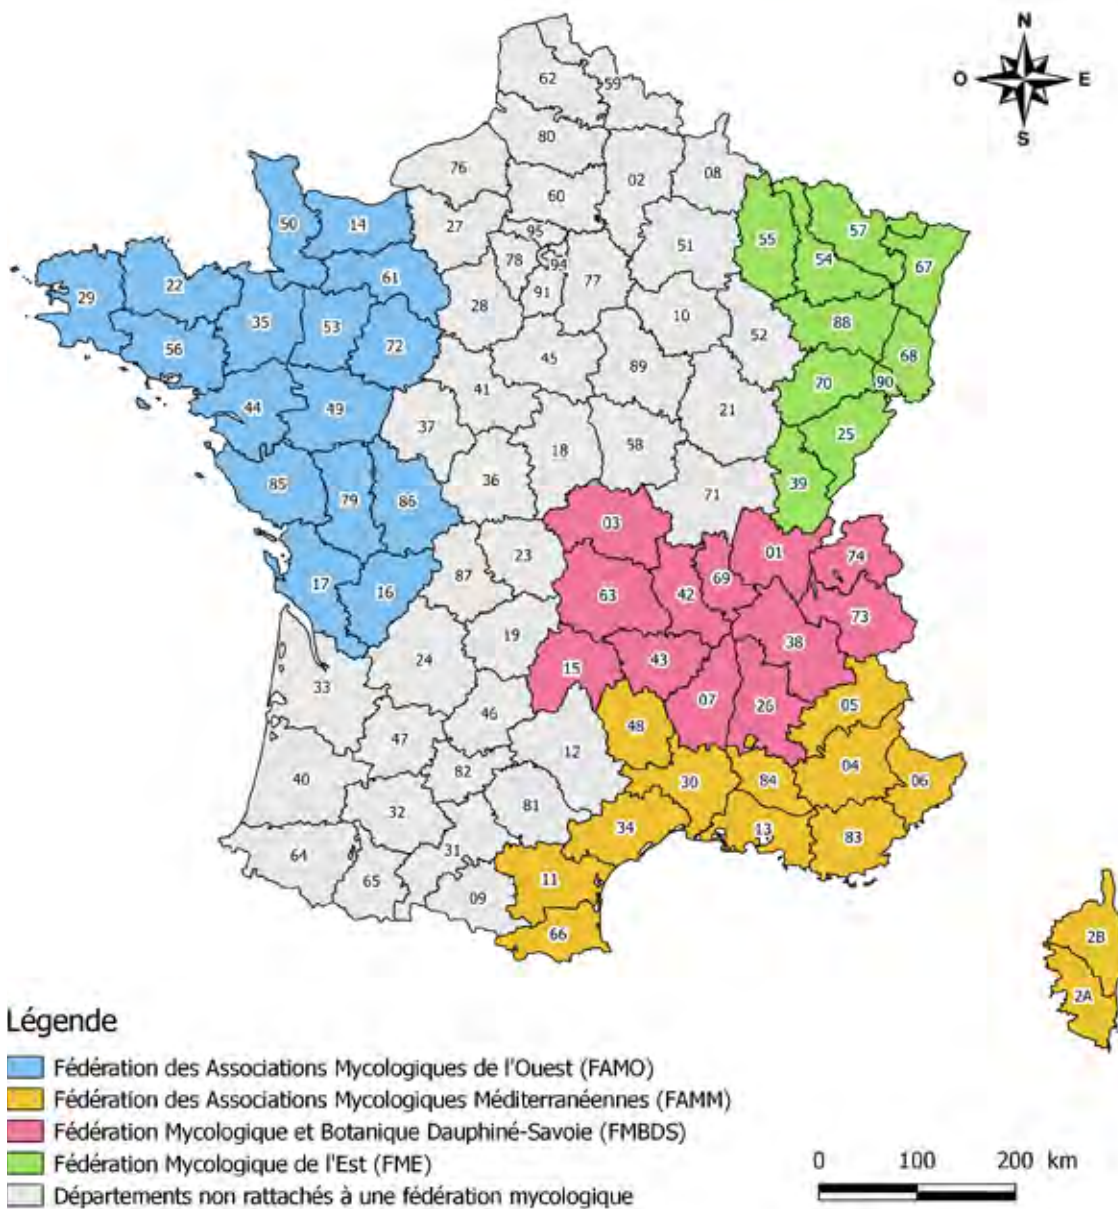 N
O E
S
62 59
80
76 02 08
60
50 14 27 95 51 55 57
78 94 54 67
61 77
29 22 91
35 53 28 10 88
56 72 52 68
45 89 70 90
41
44 49 21
37 25
18 58
85 36 39
79 86 71
03
23 01 74
17 87
16 63 42 69
73
19 38
24 15 43
33 07 26 05
46 48
47 12 04
40 82 30 84 06
32 81
34 13 83
64 31
65 09 11
66
2B
2A
Légende
Fédération des Associations Mycologiques de l'Ouest (FAMO)
Fédération des Associations Mycologiques Méditerranéennes (FAMM)
Fédération Mycologique et Botanique Dauphiné-Savoie (FMBDS)
Fédération Mycologique de l'Est (FME)
Départements non rattachés à une fédération mycologique
0 100 200 km